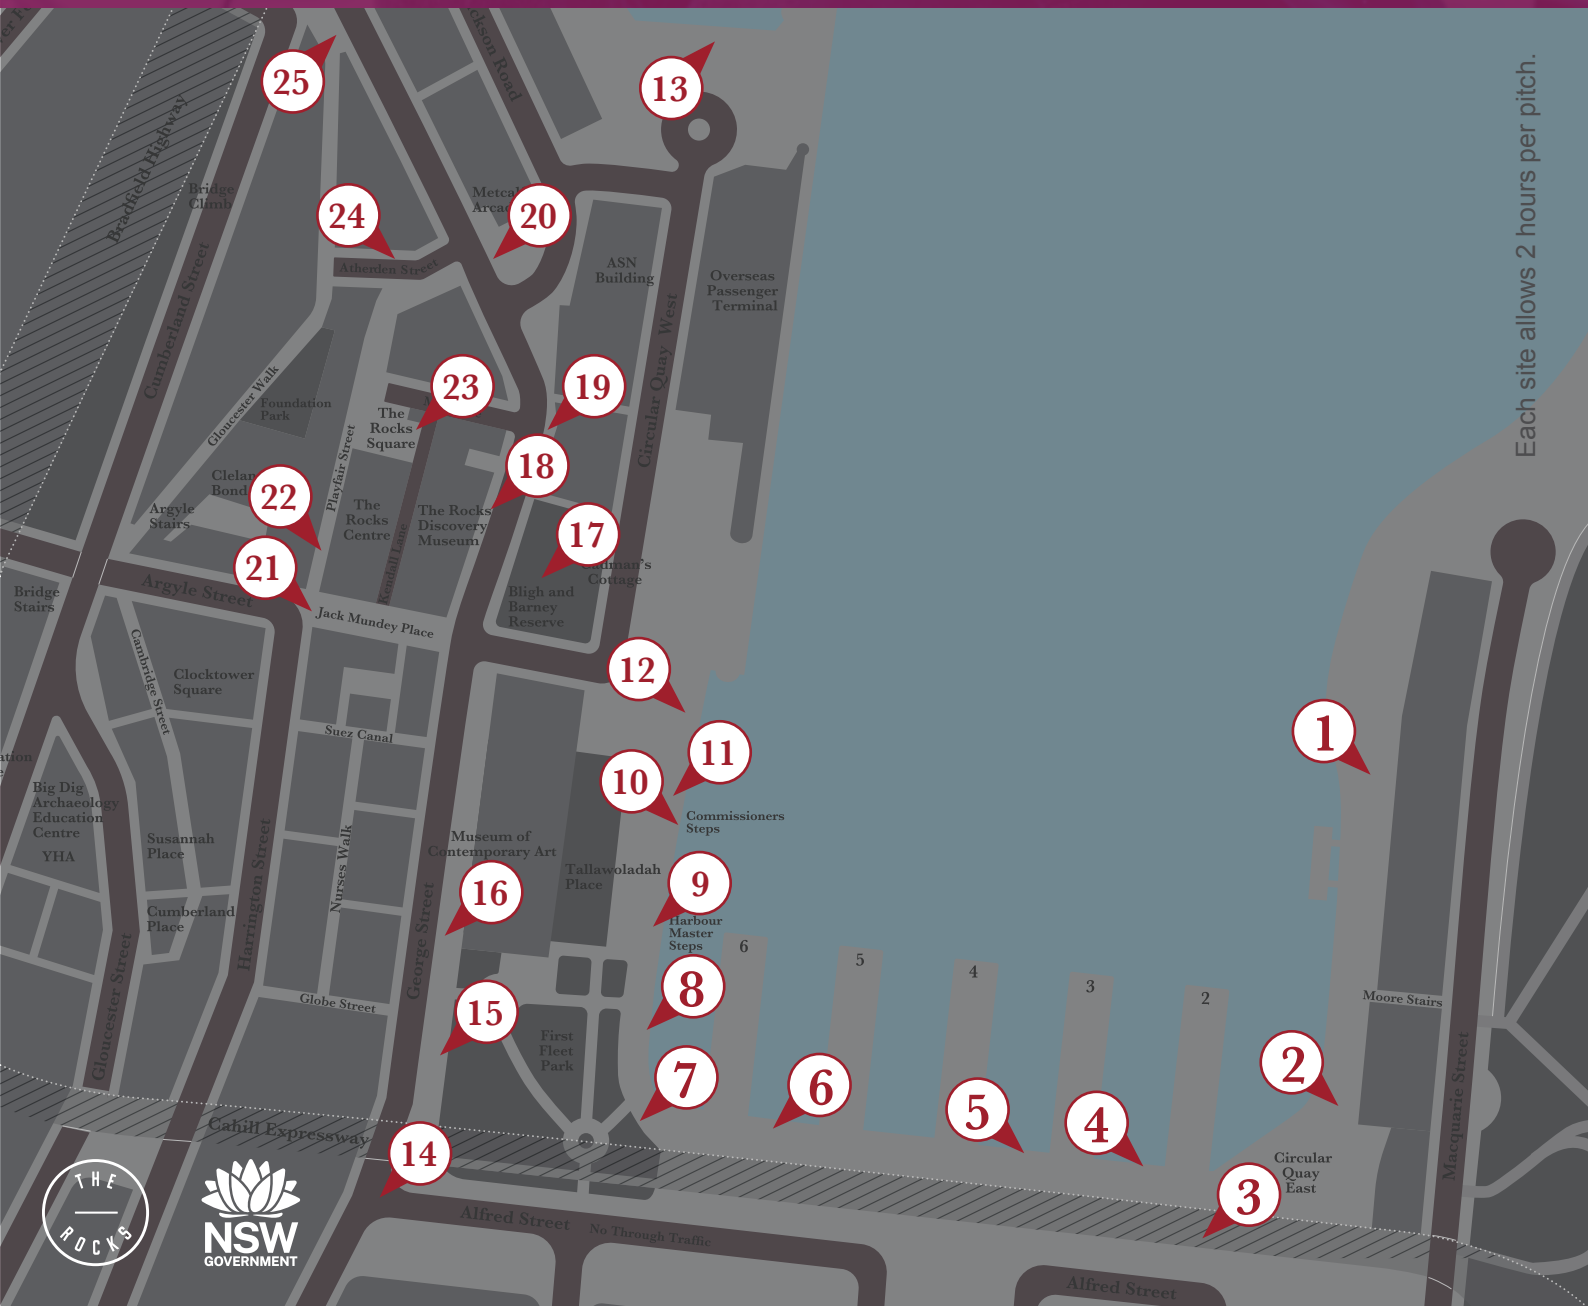 Each site allows 2 hours per pitch.
25
13
Bradfield Highway
Bridge
Climb
24
20
Atherden Street
ASN
Building
Overseas
Passenger
Terminal
Cumberland Street
Circular Quay West
Gloucester Walk
Foundation
Park
23
19
The
Rocks
Square
Playfair Street
18
22
Argyle
Stairs
The
Rocks
Centre
Kendall Lane
The Rocks
Discovery
Museum
17
Cadman's
Cottage
21
Argyle Street
Bridge
Stairs
Jack Mundey Place
Bligh and
Barney
Reserve
Cambridge Street
Clocktower
Square
12
1
Suez Canal
11
10
Big Dig
Archaeology
Education
Centre
YHA
Commissioners
Steps
Susannah
Place
Harrington Street
Nurses Walk
Museum of
Contemporary Art
Tallawoladah
Place
9
16
Cumberland
Place
George Street
Harbour
Master
Steps
6
5
4
3
2
8
15
Globe Street
Gloucester Street
First
Fleet
Park
Moore Stairs
7
6
5
4
2
Macquarie Street
Cahill Expressway
14
Circular
Quay
East
3
THE
ROCKS
NSW
GOVERNMENT
Alfred Street
No Through Traffic
Alfred Street